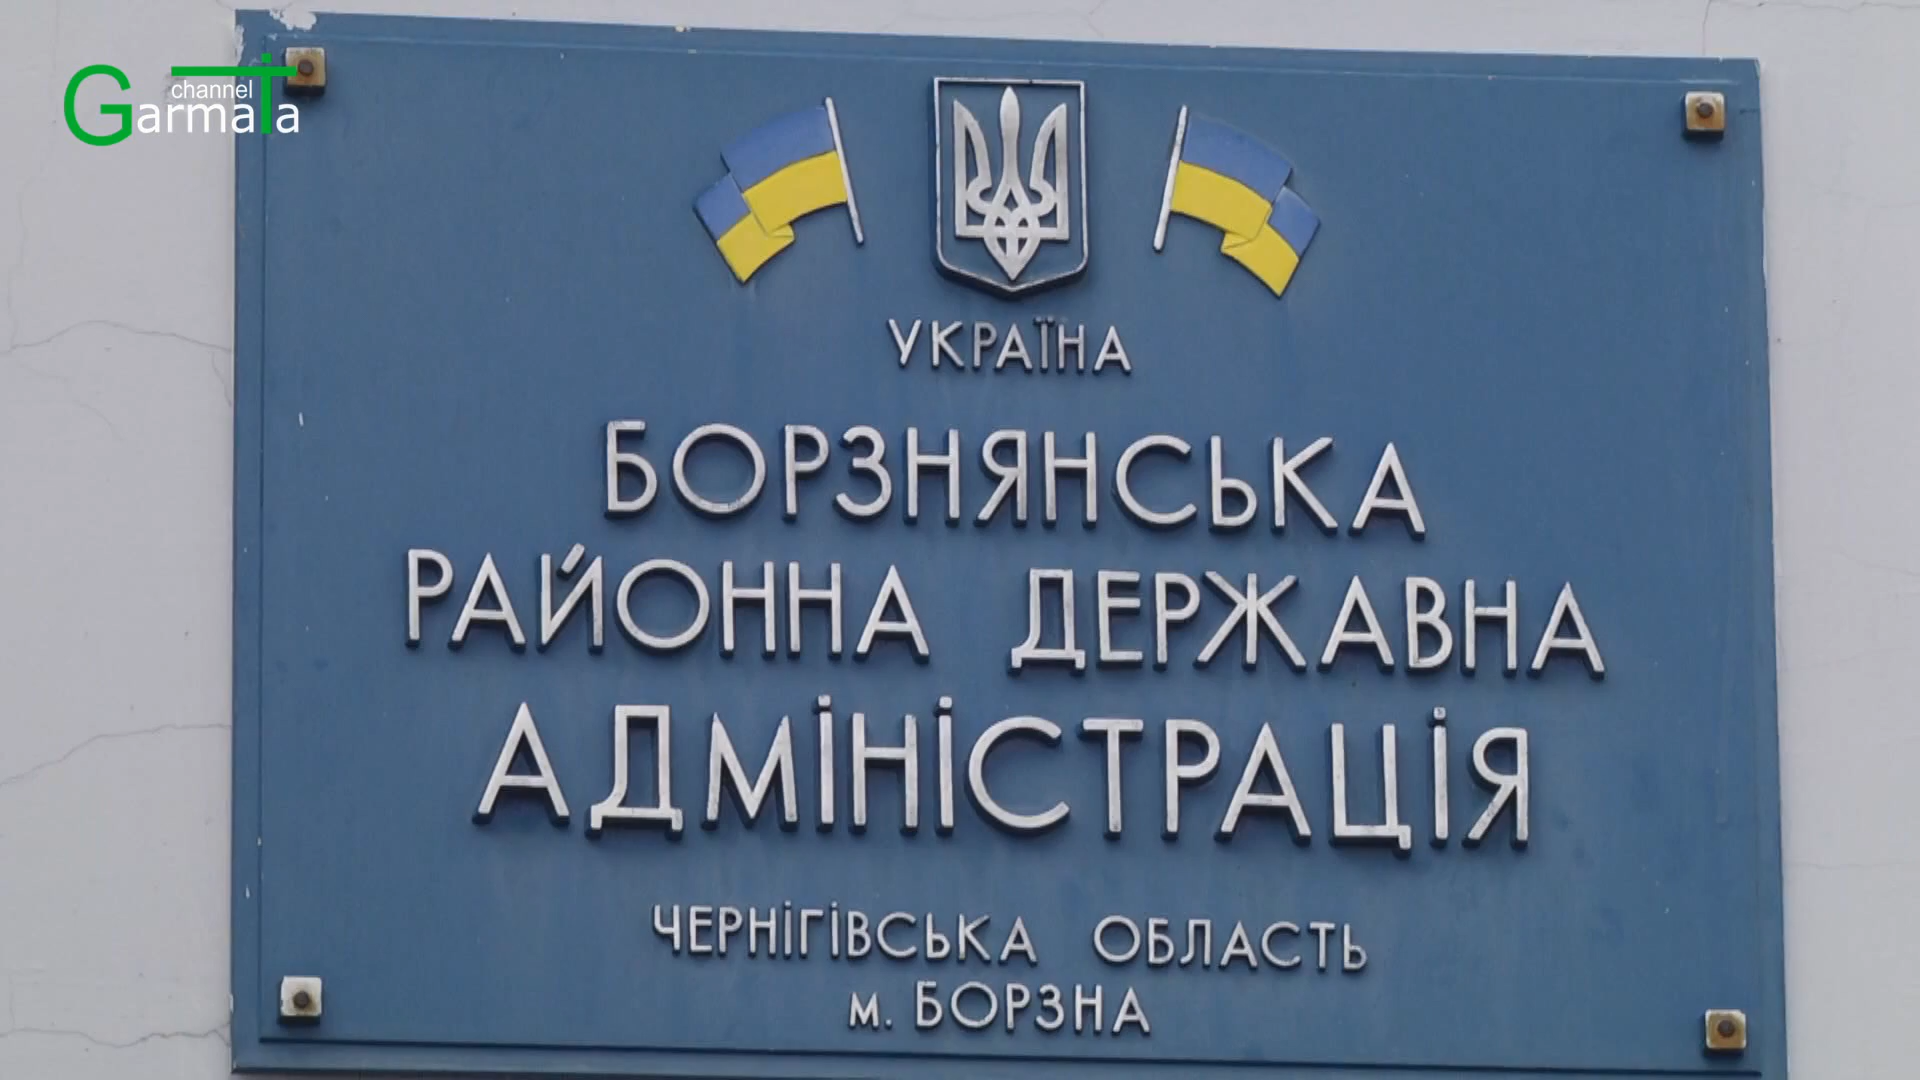 channel
GarmaTa
УКРАЇНА
БОРЗНЯНСЬКА
РАЙОННА ДЕРЖАВНА
АДМІНІСТРАЦІЯ
ЧЕРНІГІВСЬКА ОБЛАСТЬ
м. БОРЗНА